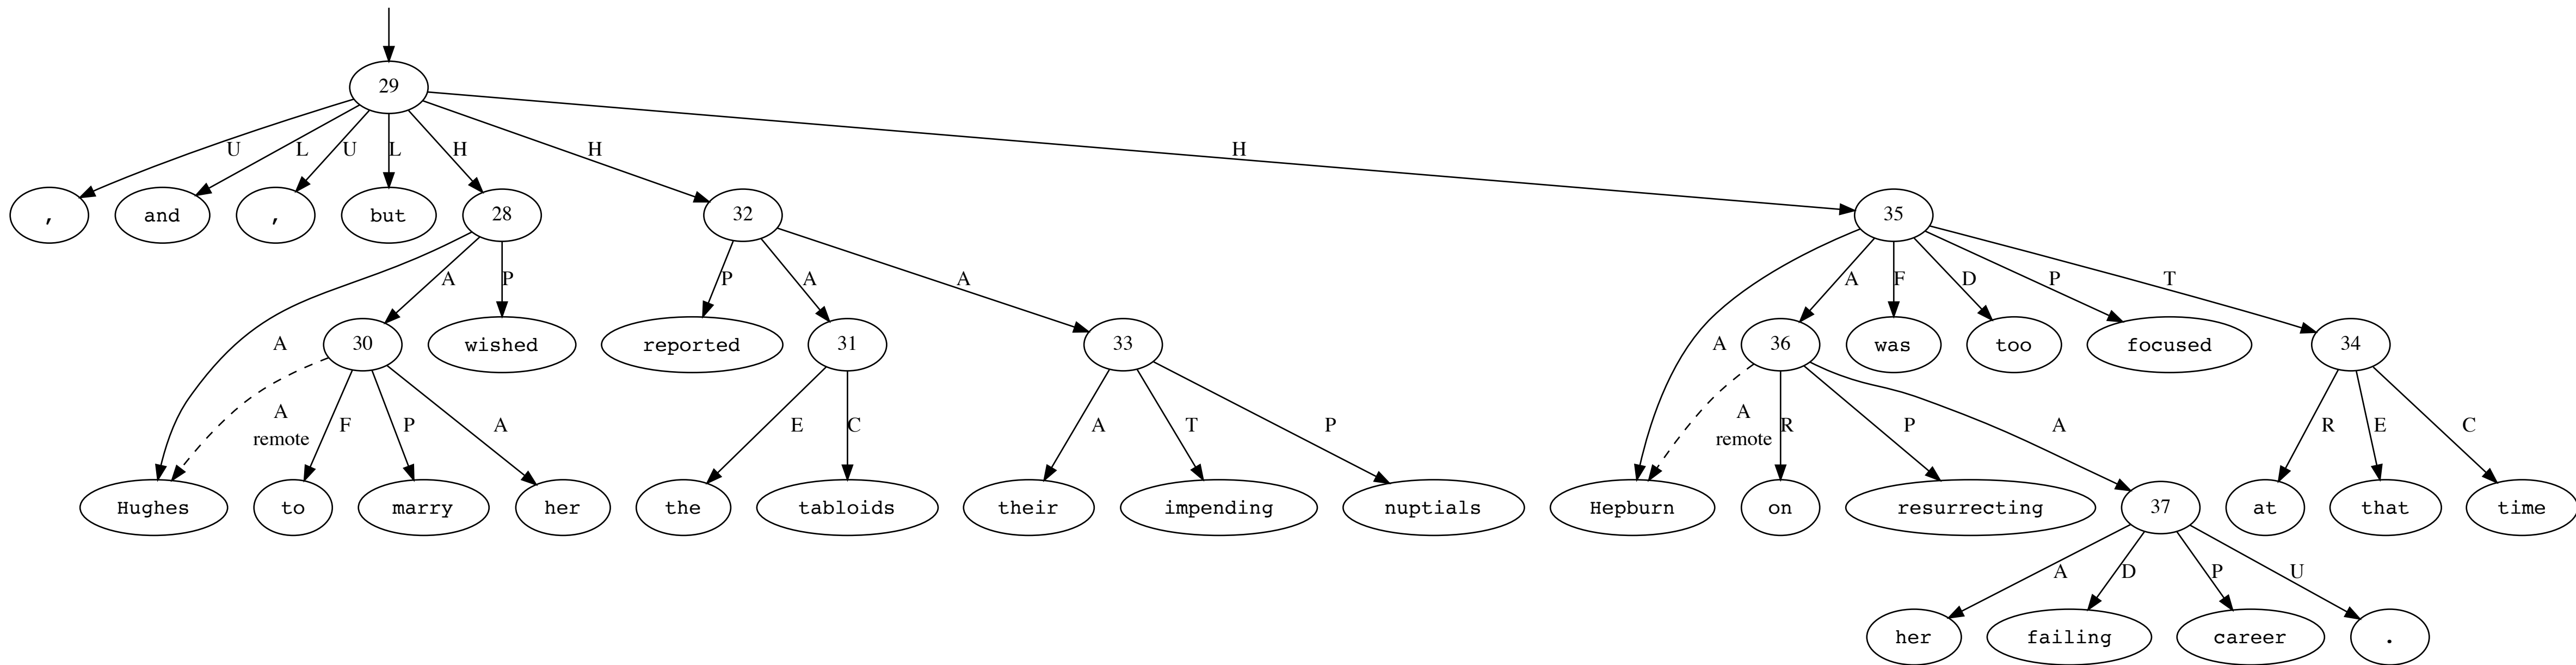 29
U L U L H H H
, and , but 28 32 35
A A P P A A A A F D P T
30 wished reported 31 33 36 was too focused 34
A remote F P A E C A T P A remote R P A R E C
Hughes to marry her the tabloids their impending nuptials Hepburn on resurrecting 37 at that time
A D P U
her failing career .